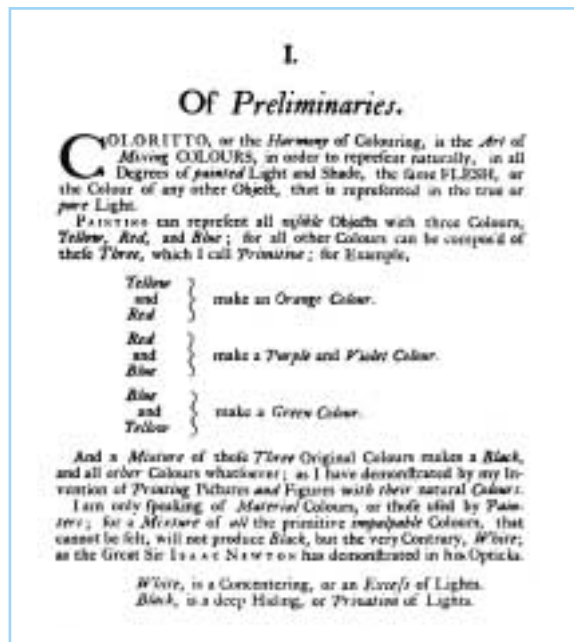 I.
Of Preliminaries.
COLORITTO, or the Harmony of Colouring, is the Art of
Mixing COLOURS, in order to repreſent naturally, in all
Degrees of painted Light and Shade, the ſame FLESH, or
the Colour of any other Object, that is repreſented in the true or
pure Light.
PAINTING can repreſent all viſible Objects with three Colours,
Yellow, Red, and Blue; for all other Colours can be compos'd of
theſe Three, which I call Primitive; for Example,
Yellow
and } make an Orange Colour.
Red
Red
and } make a Purple and Violet Colour.
Blue
Blue
and } make a Green Colour.
Yellow
And a Mixture of thoſe Three Original Colours makes a Black,
and all other Colours whatſoever; as I have demonſtrated by my In-
vention of Printing Pictures and Figures with their natural Colours.
I am only ſpeaking of Material Colours, or thoſe uſed by Pain-
ters; for a Mixture of all the primitive impalpable Colours, that
cannot be felt, will not produce Black, but the very Contrary, White;
as the Great Sir ISAAC NEWTON has demonſtrated in his Opticks.
White, is a Concentering, or an Exceſs of Lights.
Black, is a deep Hiding, or Privation of Lights.